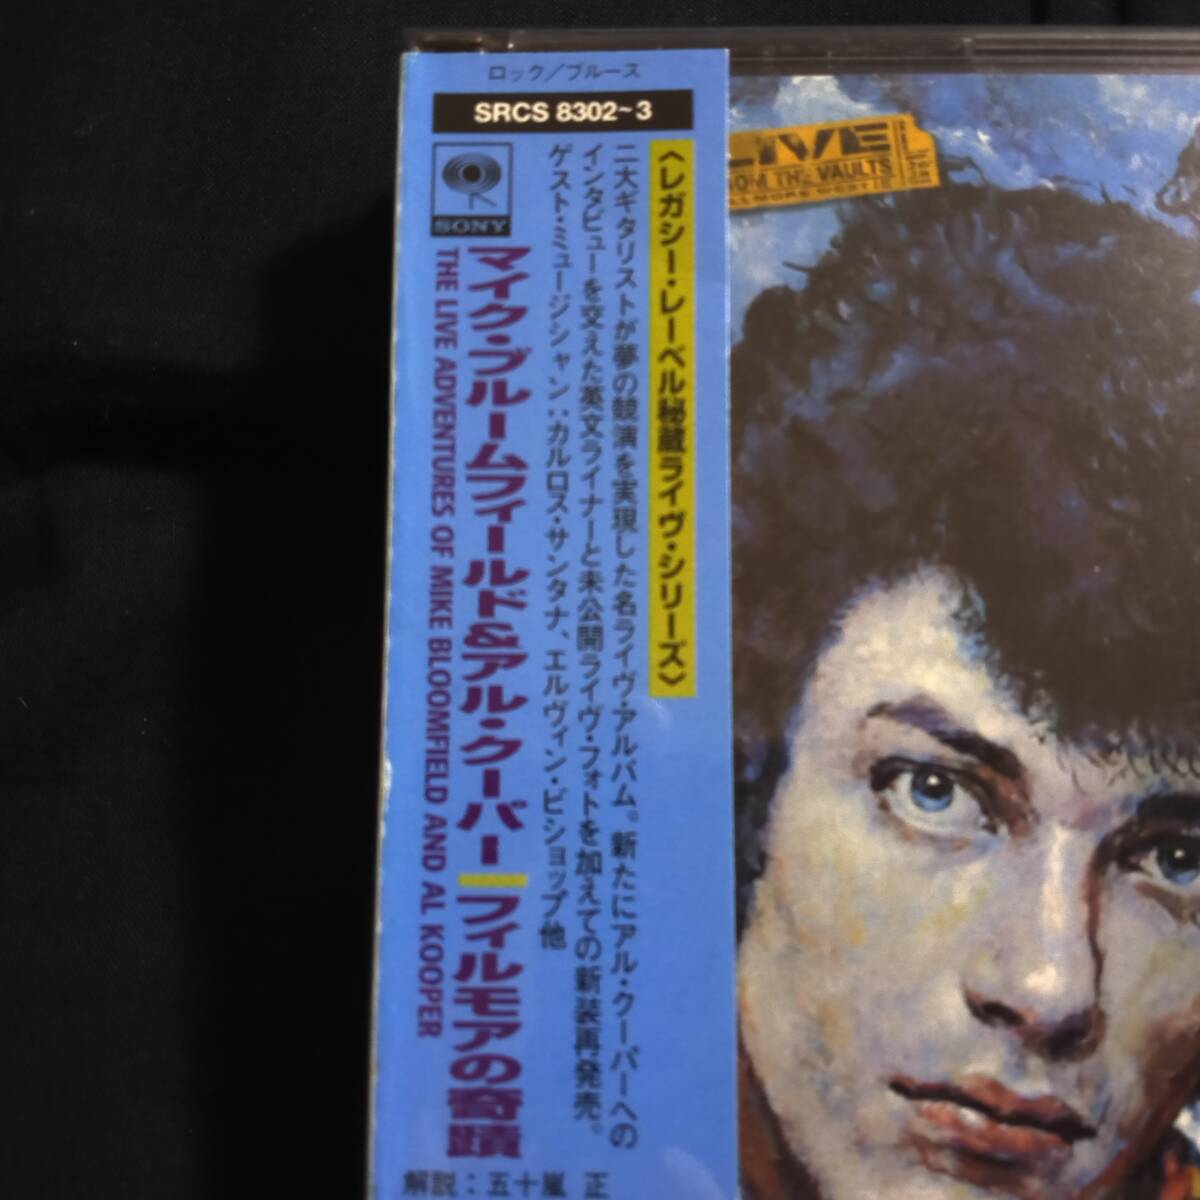 ロック/ブルース
SRCS 8302~3
〈レガシー・レーベル秘蔵ライヴ・シリーズ〉
二大ギタリストが夢の競演を実現した名ライヴ・アルバム。新たにアル・クーパーへの
インタビューを交えた英文ライナーと未公開ライヴ・フォトを加えての新装再発売。
ゲスト・ミュージシャン:カルロス・サンタナ、エルヴィン・ビショップ他
SONY
マイク・ブルームフィールド&アル・クーパー フィルモアの奇蹟
THE LIVE ADVENTURES OF MIKE BLOOMFIELD AND AL KOOPER
解説:五十嵐 正
LIVE
THE VAULTS